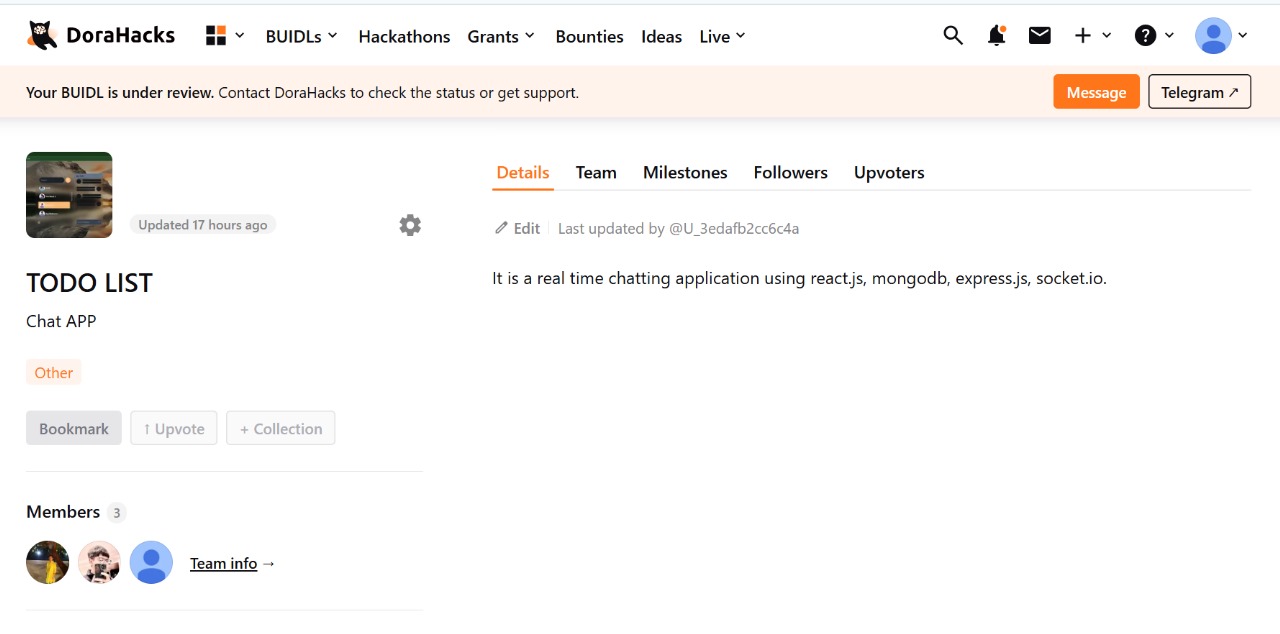 DoraHacks
BUIDLs
Hackathons
Grants
Bounties
Ideas
Live
Your BUIDL is under review. Contact DoraHacks to check the status or get support.
Message
Telegram ↗
Updated 17 hours ago
TODO LIST
Chat APP
Other
Bookmark
↑ Upvote
+ Collection
Members 3
Team info →
Details
Team
Milestones
Followers
Upvoters
Edit
Last updated by @U_3edafb2cc6c4a
It is a real time chatting application using react.js, mongodb, express.js, socket.io.